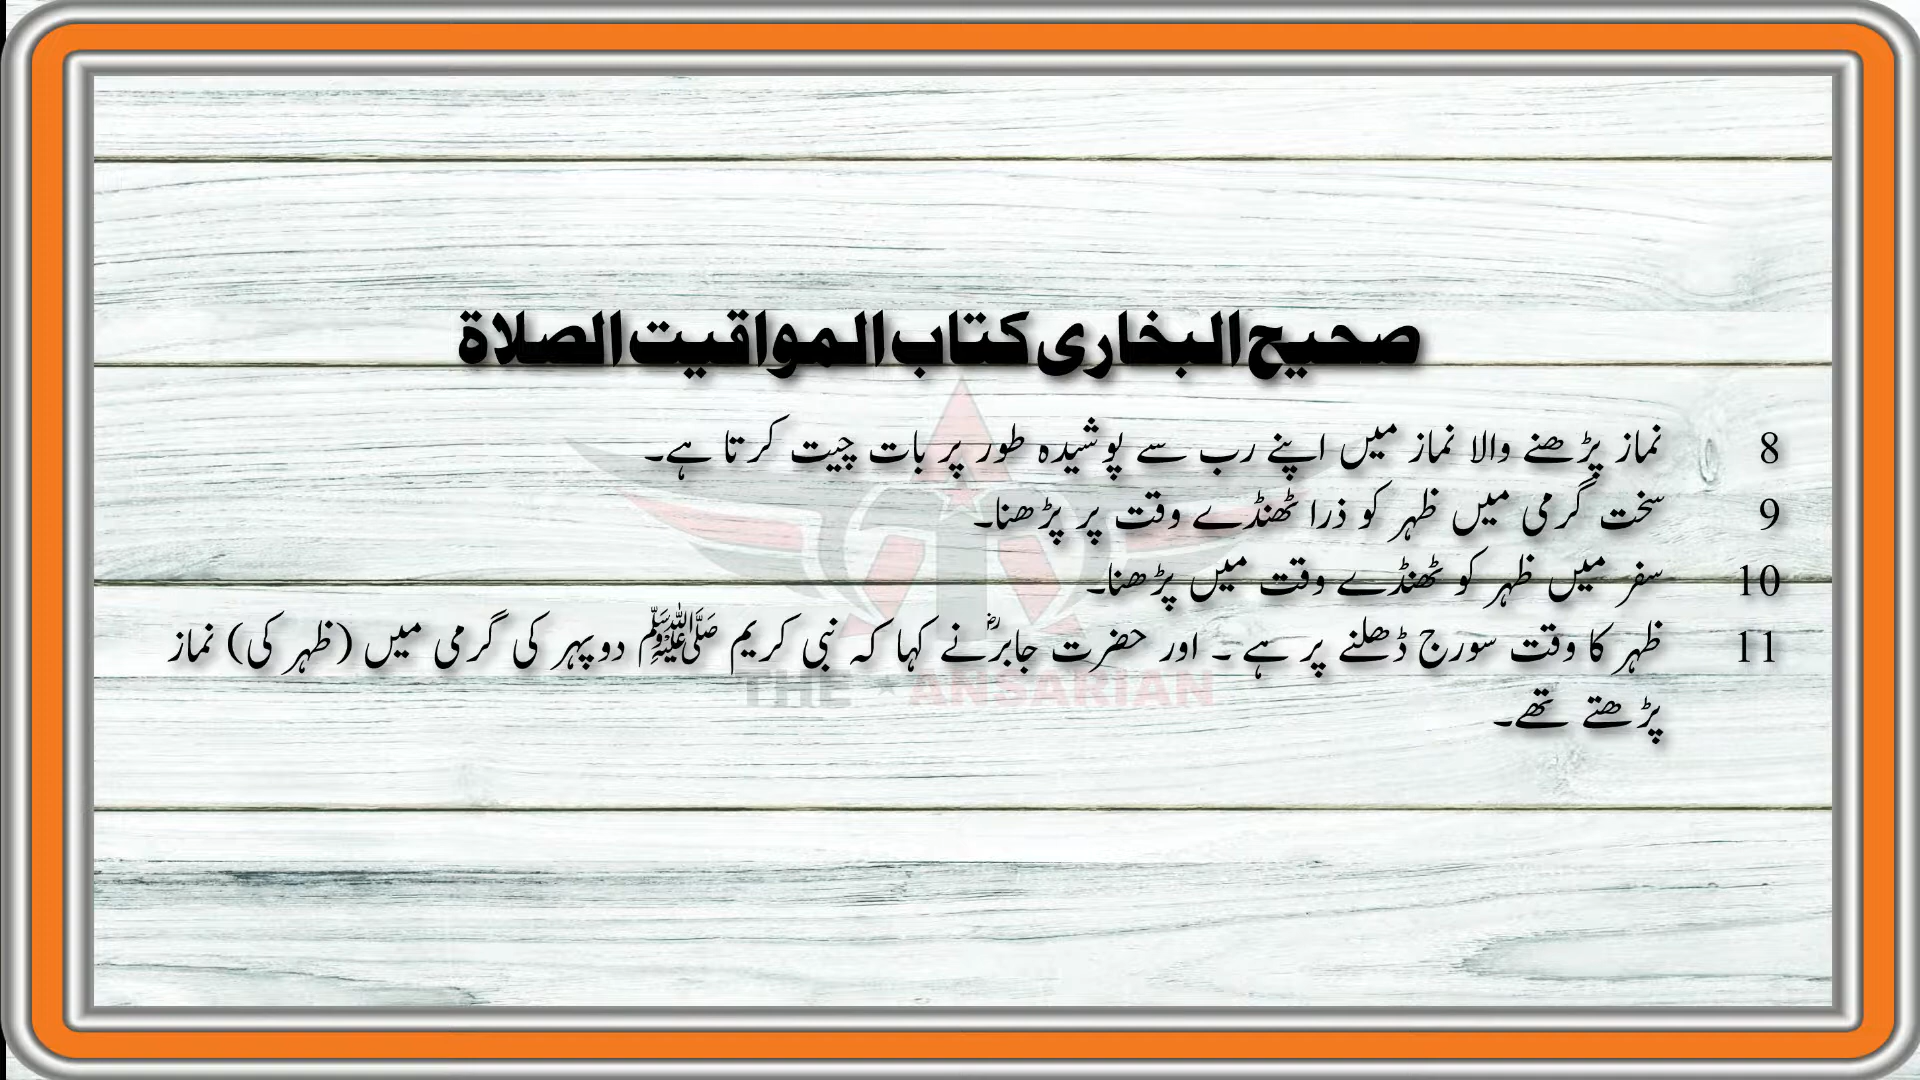 صحیح البخاری کتاب المواقیت الصلاة
8 نماز پڑھنے والا نماز میں اپنے رب سے پوشیدہ طور پر بات چیت کرتا ہے۔
9 سخت گرمی میں ظہر کو ذرا ٹھنڈے وقت پر پڑھنا۔
10 سفر میں ظہر کو ٹھنڈے وقت میں پڑھنا۔
11 ظہر کا وقت سورج ڈھلنے پر ہے ۔ اور حضرت جابرؓ نے کہا کہ نبی کریم ﷺ دوپہر کی گرمی میں (ظہر کی) نماز
پڑھتے تھے۔
THE ★ ANSARIAN